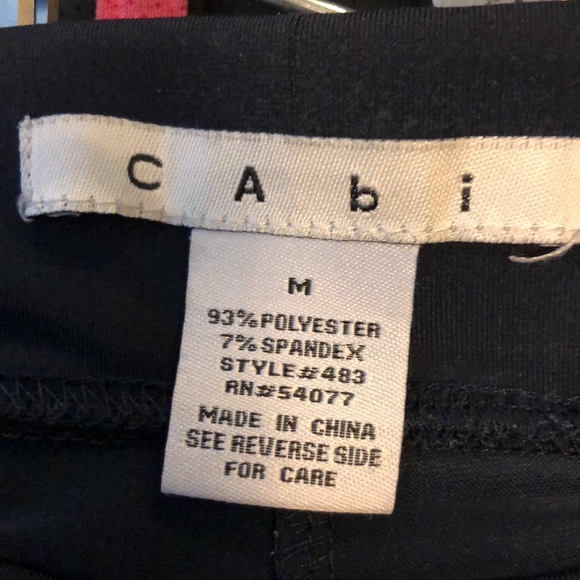 CAbi
M
93% POLYESTER
7% SPANDEX
STYLE#483
RN#54077
MADE IN CHINA
SEE REVERSE SIDE
FOR CARE